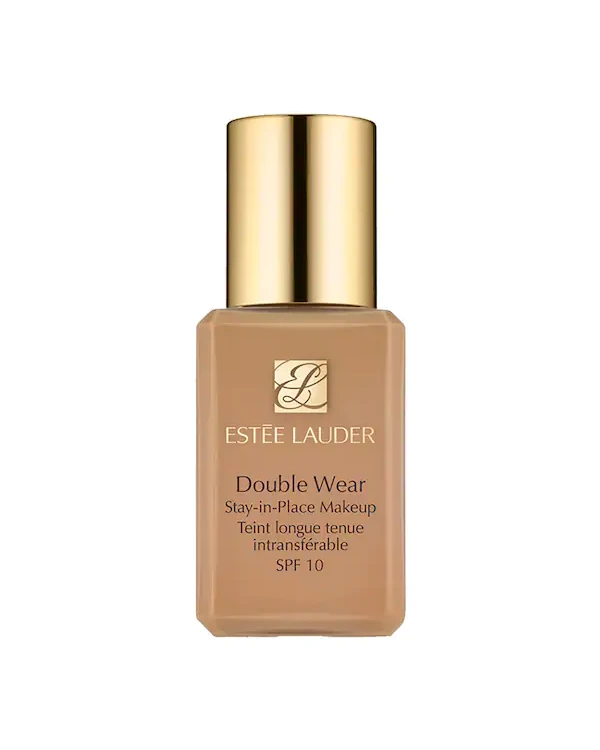 EL
ESTĒE LAUDER
Double Wear
Stay-in-Place Makeup
Teint longue tenue
intransférable
SPF 10